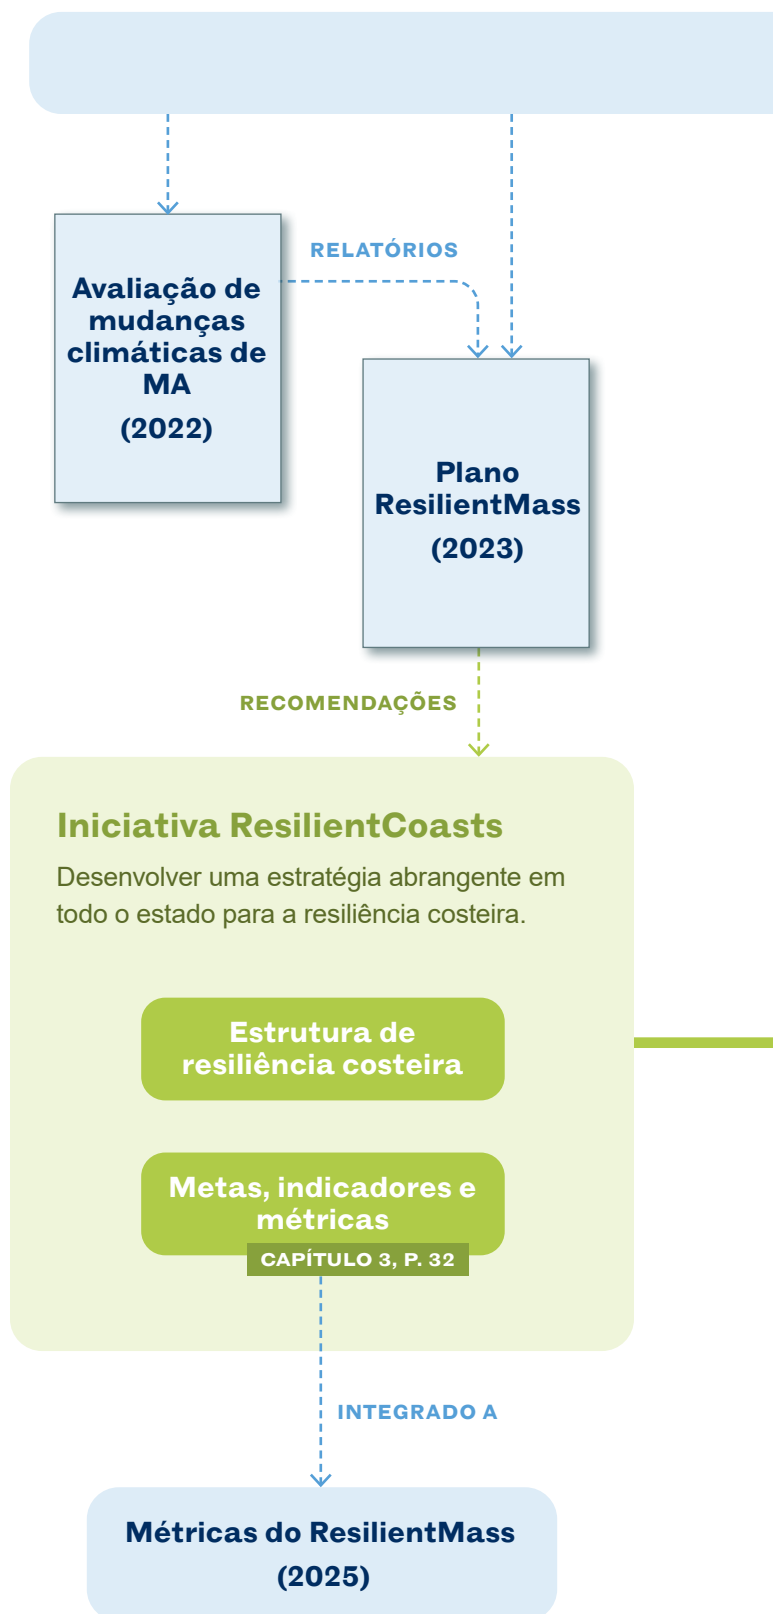 RELATÓRIOS
Avaliação de
mudanças
climáticas de
MA
(2022)
Plano
ResilientMass
(2023)
RECOMENDAÇÕES
Iniciativa ResilientCoasts
Desenvolver uma estratégia abrangente em
todo o estado para a resiliência costeira.
Estrutura de
resiliência costeira
Metas, indicadores e
métricas
CAPÍTULO 3, P. 32
INTEGRADO A
Métricas do ResilientMass
(2025)